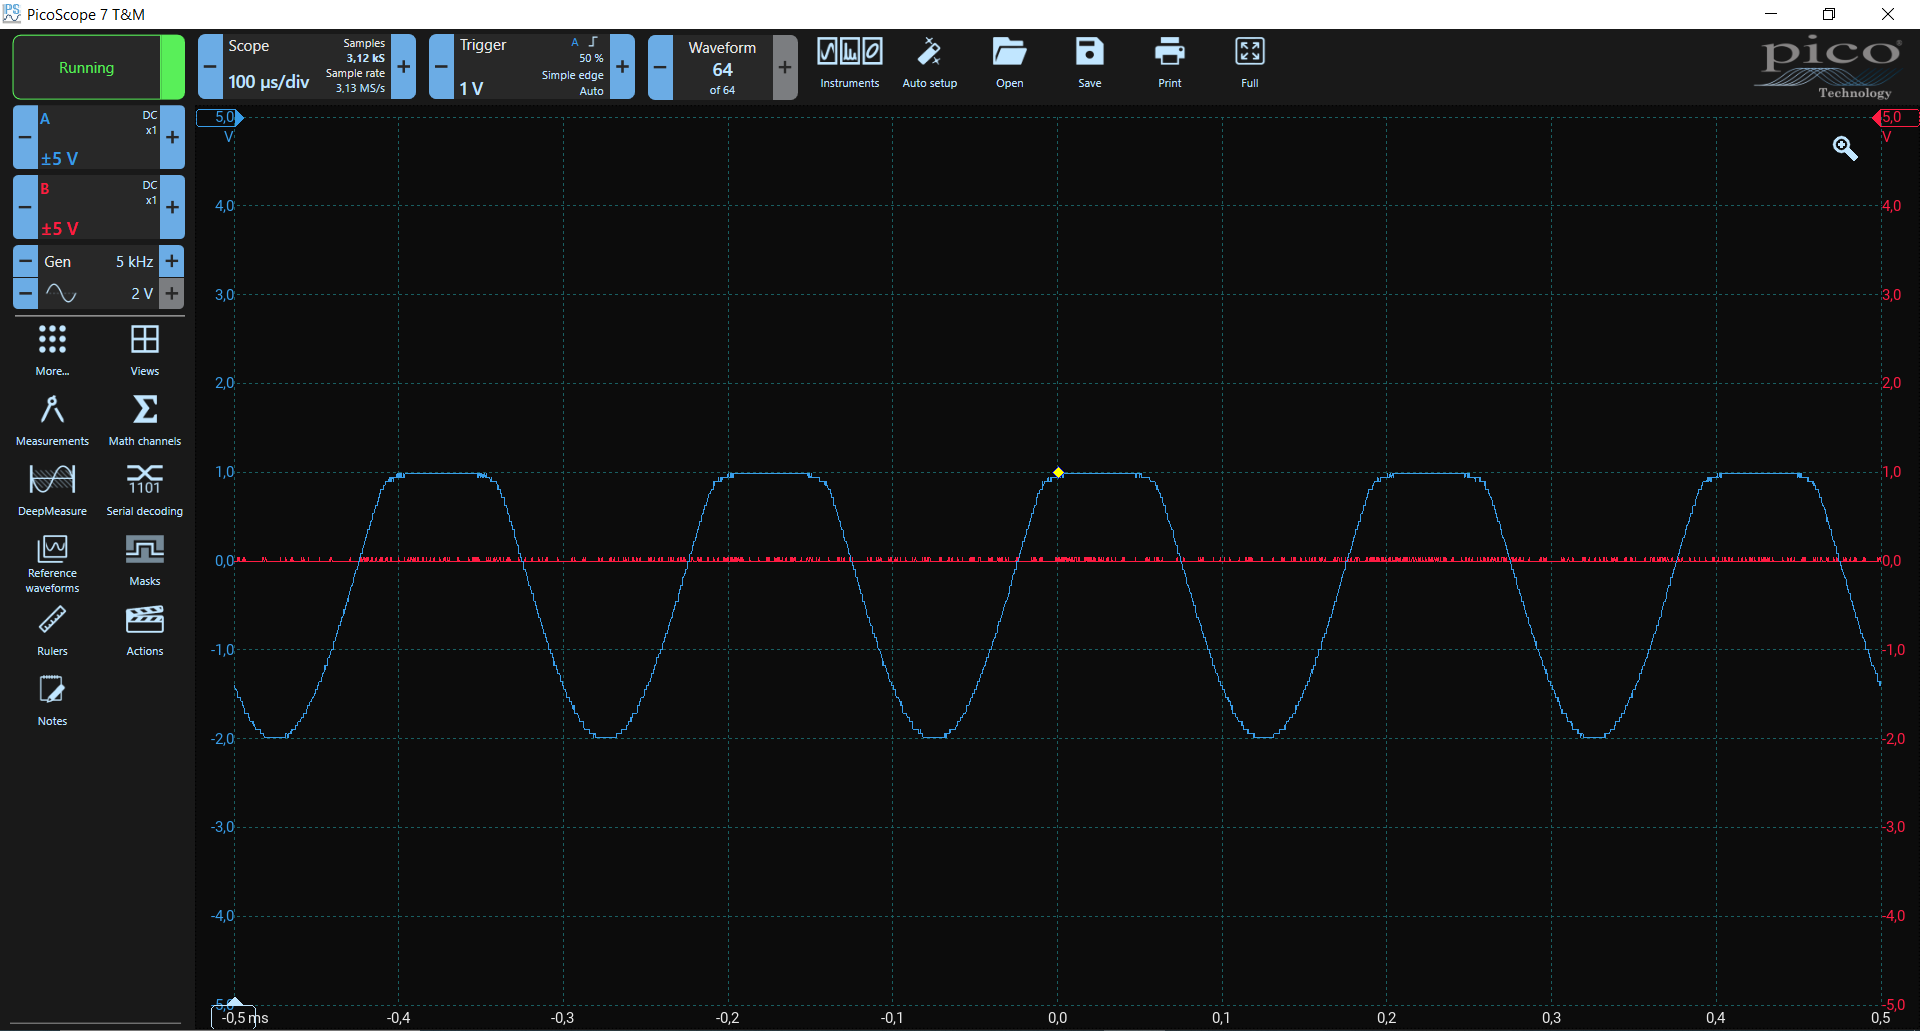 PicoScope 7 T&M
Running
Scope
100 µs/div
Samples
3,12 kS
Sample rate
3,13 MS/s
Trigger
1 V
A
50 %
Simple edge
Auto
Waveform
64
of 64
Instruments
Auto setup
Open
Save
Print
Full
pico
Technology
A
DC
x1
±5 V
B
DC
x1
±5 V
Gen
5 kHz
2 V
More...
Views
Measurements
Math channels
1101
DeepMeasure
Serial decoding
Reference
waveforms
Masks
Rulers
Actions
Notes
5,0
V
4,0
3,0
2,0
1,0
0,0
-1,0
-2,0
-3,0
-4,0
-5,0
5,0
V
4,0
3,0
2,0
1,0
0,0
-1,0
-2,0
-3,0
-4,0
-5,0
-0,5 ms
-0,4
-0,3
-0,2
-0,1
0,0
0,1
0,2
0,3
0,4
0,5